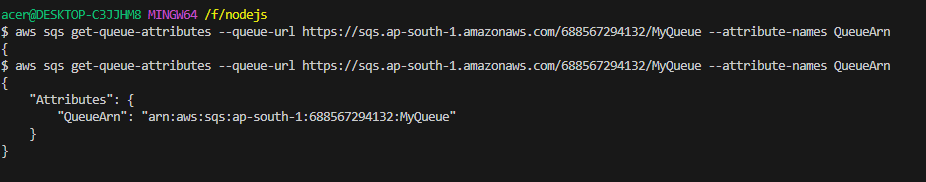 acer@DESKTOP-C3JJHM8 MINGW64 /f/nodejs
$ aws sqs get-queue-attributes --queue-url https://sqs.ap-south-1.amazonaws.com/688567294132/MyQueue --attribute-names QueueArn
{
$ aws sqs get-queue-attributes --queue-url https://sqs.ap-south-1.amazonaws.com/688567294132/MyQueue --attribute-names QueueArn
{
    "Attributes": {
        "QueueArn": "arn:aws:sqs:ap-south-1:688567294132:MyQueue"
    }
}